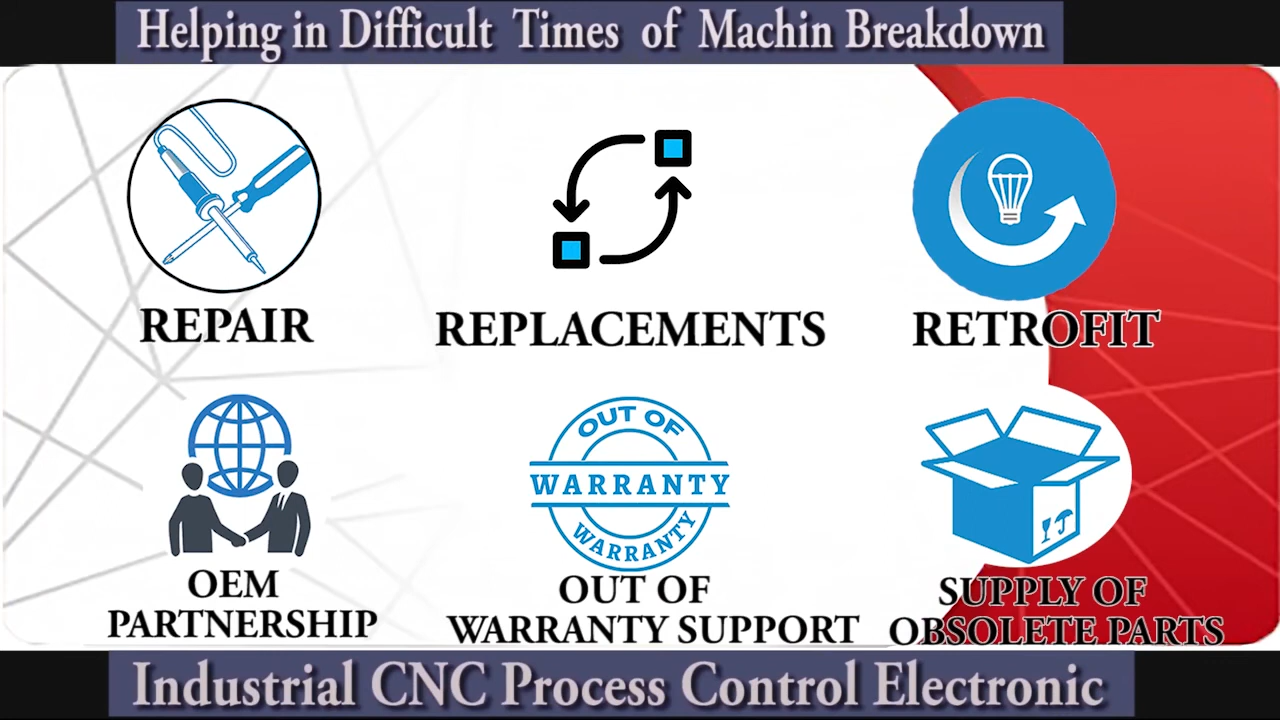 Helping in Difficult Times of Machin Breakdown
REPAIR
REPLACEMENTS
RETROFIT
OUT OF
WARRANTY
WARRANTY
OEM
PARTNERSHIP
OUT OF
WARRANTY SUPPORT
SUPPLY OF
OBSOLETE PARTS
Industrial CNC Process Control Electronic